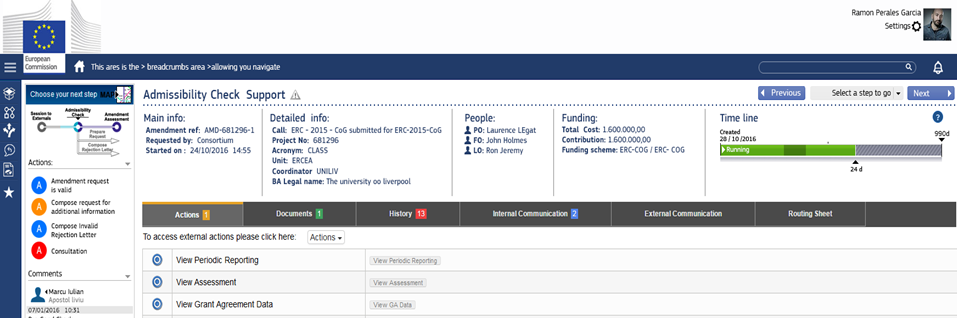 Ramon Perales Garcia
Settings
European
Commission
This ares is the > breadcrumbs area >allowing you navigate
Choose your next step MAP
Session to
Externals
Admissibility
Check
Amendment
Assesment
Prepare
Request
Compose
Rejection Letter
Actions:
A Amendment request
is valid
A Compose request for
additional information
A Compose Invalid
Rejection Letter
A Consultation
Comments
Marcu Iulian
Apostol liviu
07/01/2016 10:31
Admissibility Check Support
Previous
Select a step to go
Next
Main info:
Amendment ref: AMD-681296-1
Requested by: Consortium
Started on : 24/10/2016 14:55
Detailed info:
Call: ERC - 2015 - CoG submitted for ERC-2015-CoG
Project No: 681296
Acronym: CLASS
Unit: ERCEA
Coordinator UNILIV
BA Legal name: The university oo liverpool
People:
PO: Laurence LEgat
FO: John Holmes
LO: Ron Jeremy
Funding:
Total Cost: 1.600.000,00
Contribution: 1.600.000,00
Funding scheme: ERC-COG / ERC- COG
Time line
?
Created
28 / 10 /2016
990d
Running
24 d
Actions 1
Documents 1
History 13
Internal Communication 2
External Communication
Routing Sheet
To access external actions please click here: Actions
View Periodic Reporting View Periodic Reporting
View Assessment View Assessment
View Grant Agreement Data View GA Data